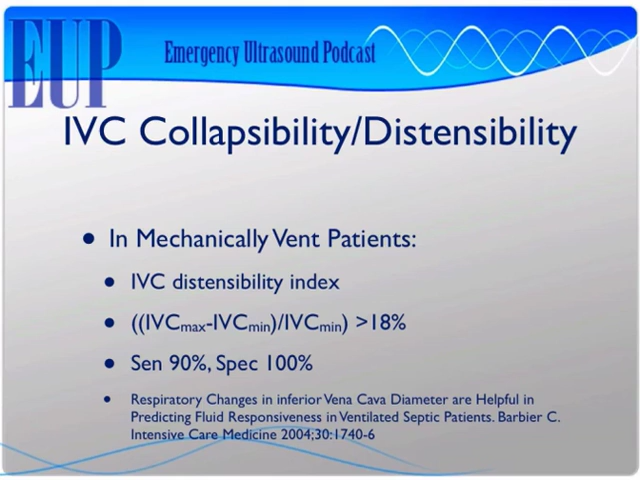 EUP
Emergency Ultrasound Podcast
IVC Collapsibility/Distensibility
• In Mechanically Vent Patients:
• IVC distensibility index
• ((IVCmax-IVCmin)/IVCmin) >18%
• Sen 90%, Spec 100%
• Respiratory Changes in inferior Vena Cava Diameter are Helpful in
Predicting Fluid Responsiveness in Ventilated Septic Patients. Barbier C.
Intensive Care Medicine 2004;30:1740-6